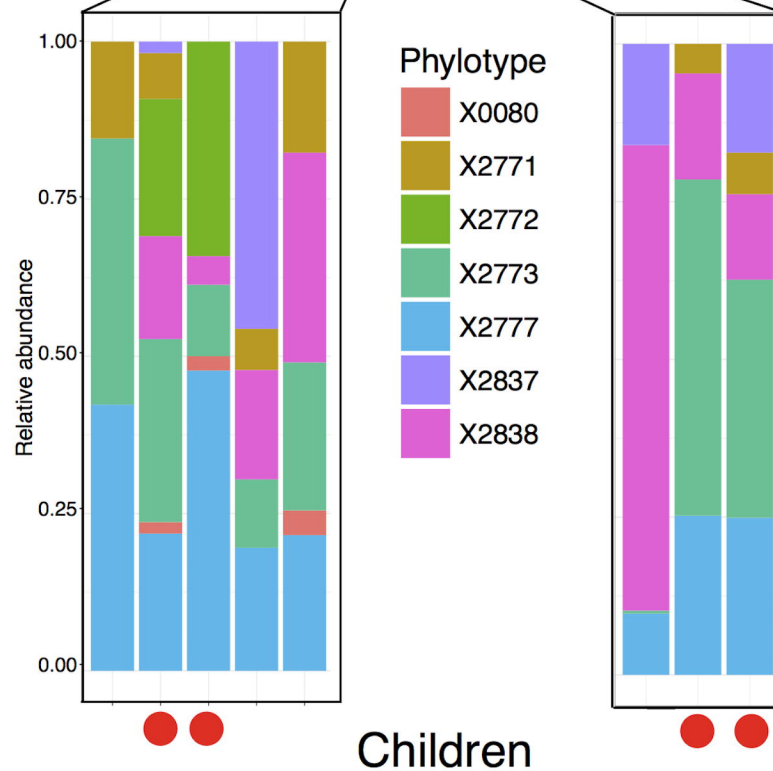 1.00
0.75
0.50
0.25
0.00
Relative abundance
Phylotype
X0080
X2771
X2772
X2773
X2777
X2837
X2838
Children